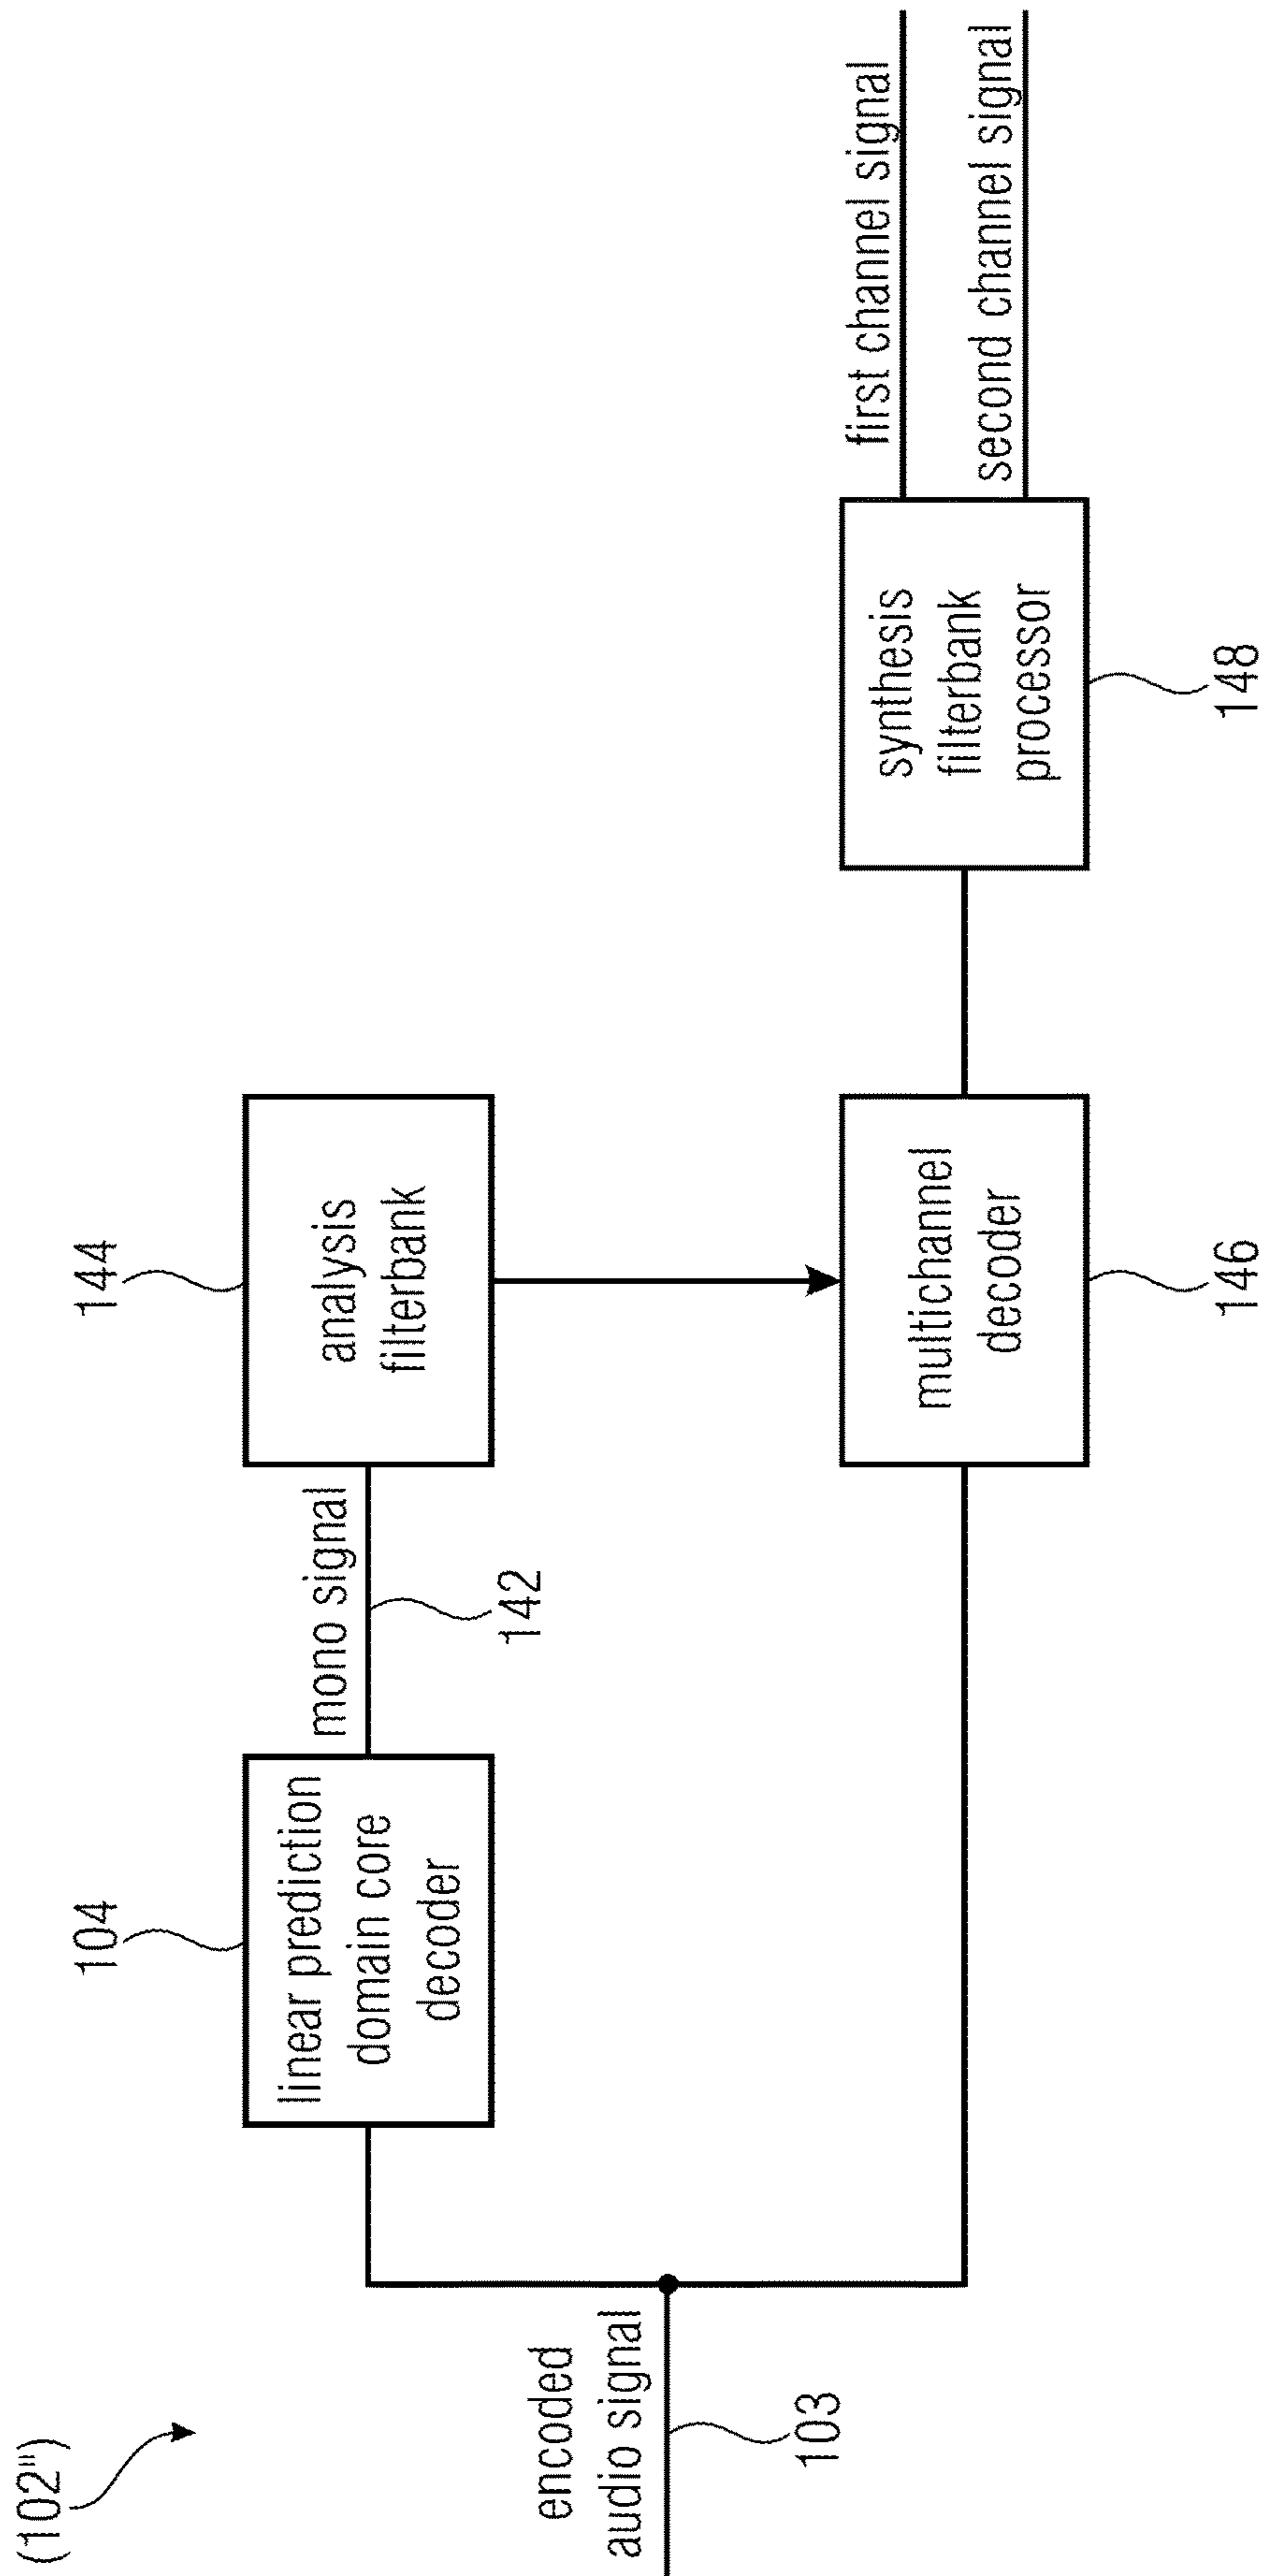 (102")
104
144
linear prediction
domain core
decoder
mono signal
142
analysis
filterbank
encoded
audio signal
103
multichannel
decoder
146
synthesis
filterbank
processor
148
first channel signal
second channel signal